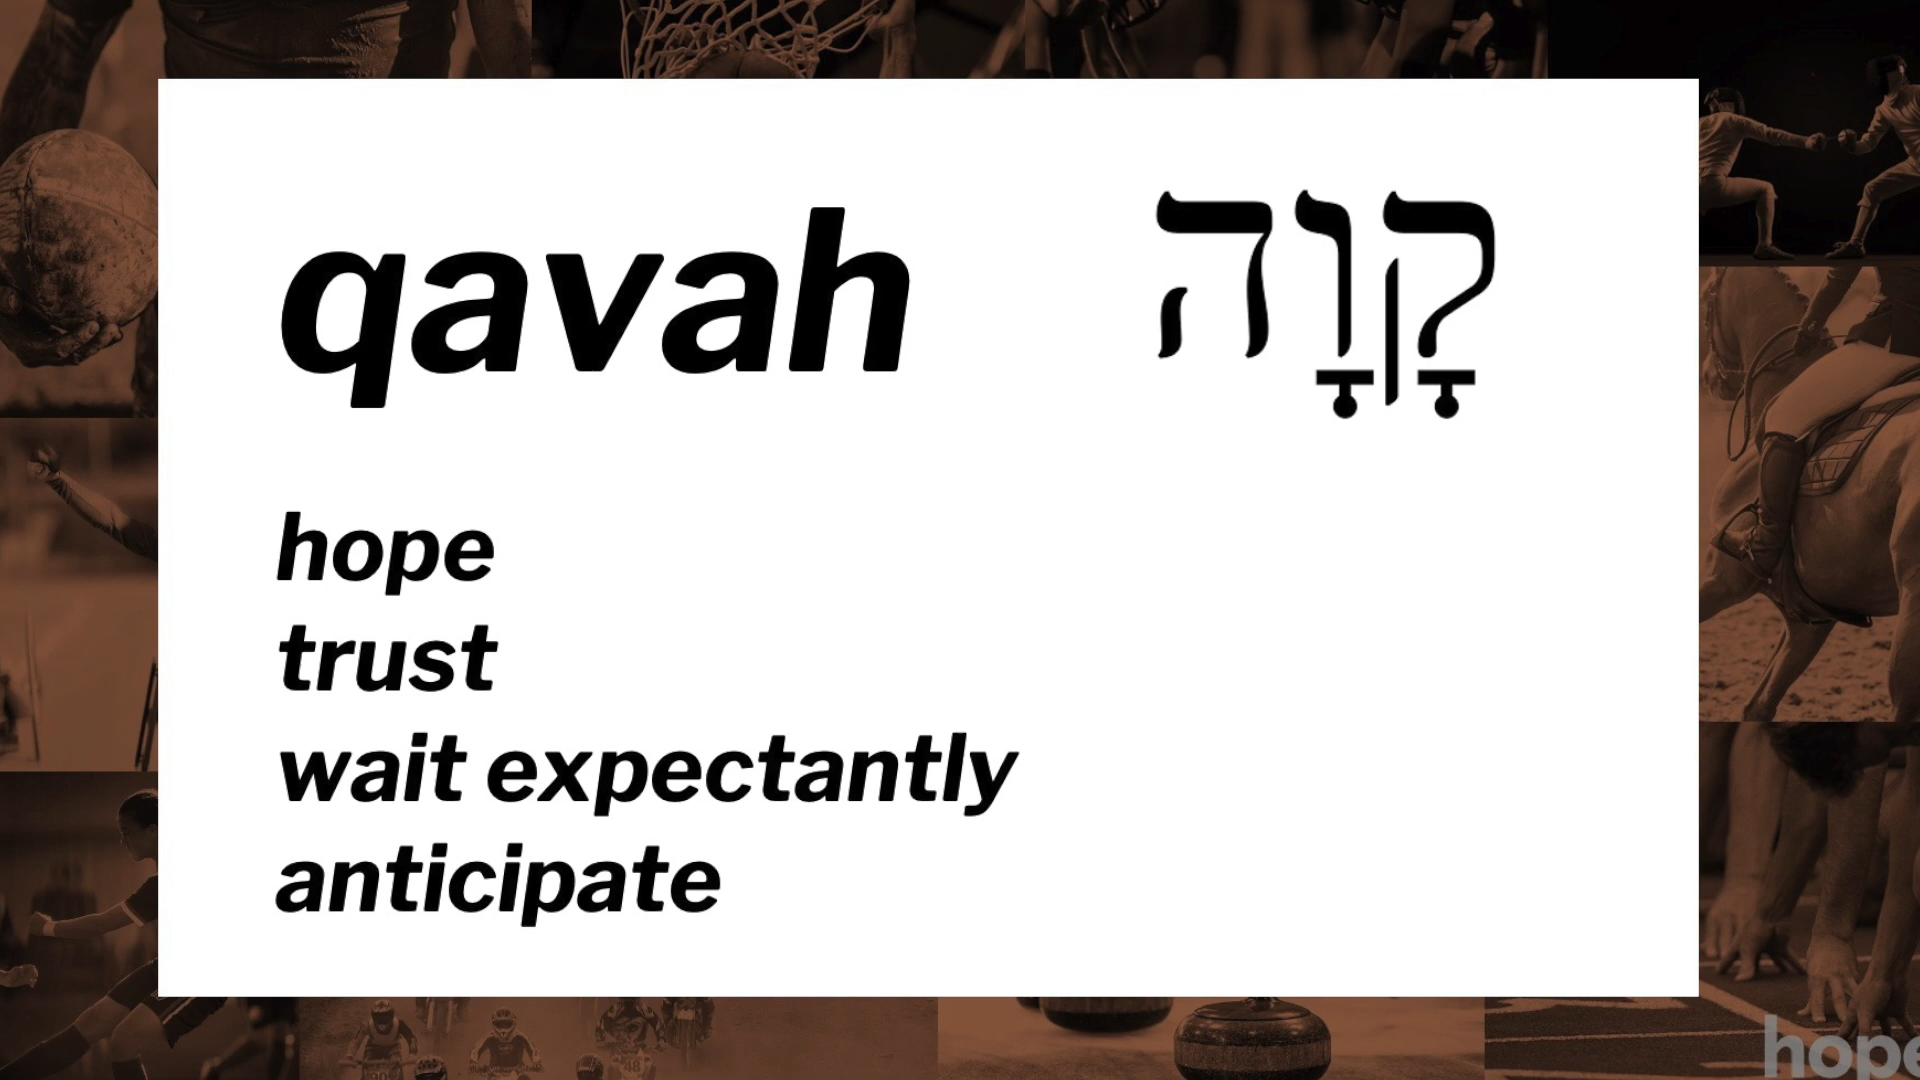 qavah קָוָה
hope
trust
wait expectantly
anticipate
hope